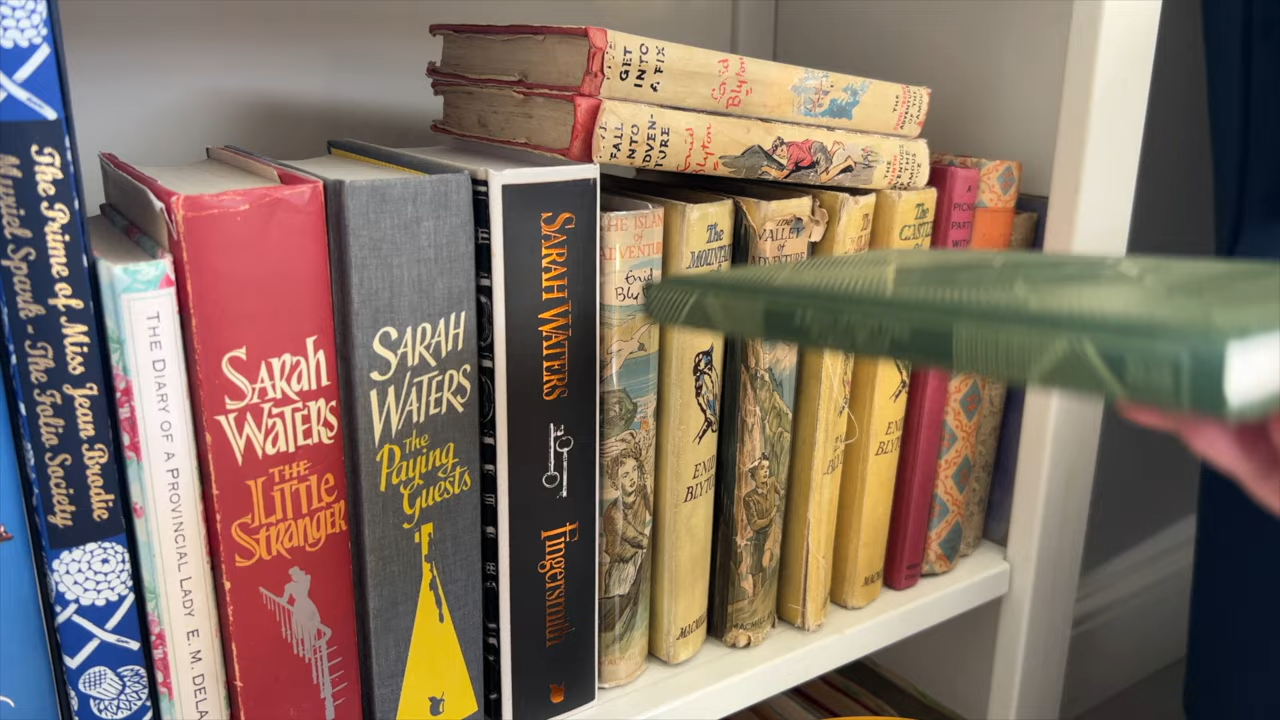 The Prime of Miss Jean Brodie
Muriel Spark - The Folio Society
THE DIARY OF A PROVINCIAL LADY E. M. DELA
SARAH
WATERS
THE
LITTLE
STRANGER
SARAH
WATERS
The
Paying
Guests
SARAH WATERS
Fingersmith
GET
INTO
A FIX
Enid
Blyton
FALL
INTO
ADVEN-
TURE
Enid
Blyton
THE ISLAND
of
ADVENTURE
Enid
Bly
The
MOUNTAIN
ENID
BLYTON
MACMILLAN
The
VALLEY
of
ADVENTURE
MACMILLAN
The
CASTLE
of
ENID
BLYTON
A
PICNIC
PARTY
WITH